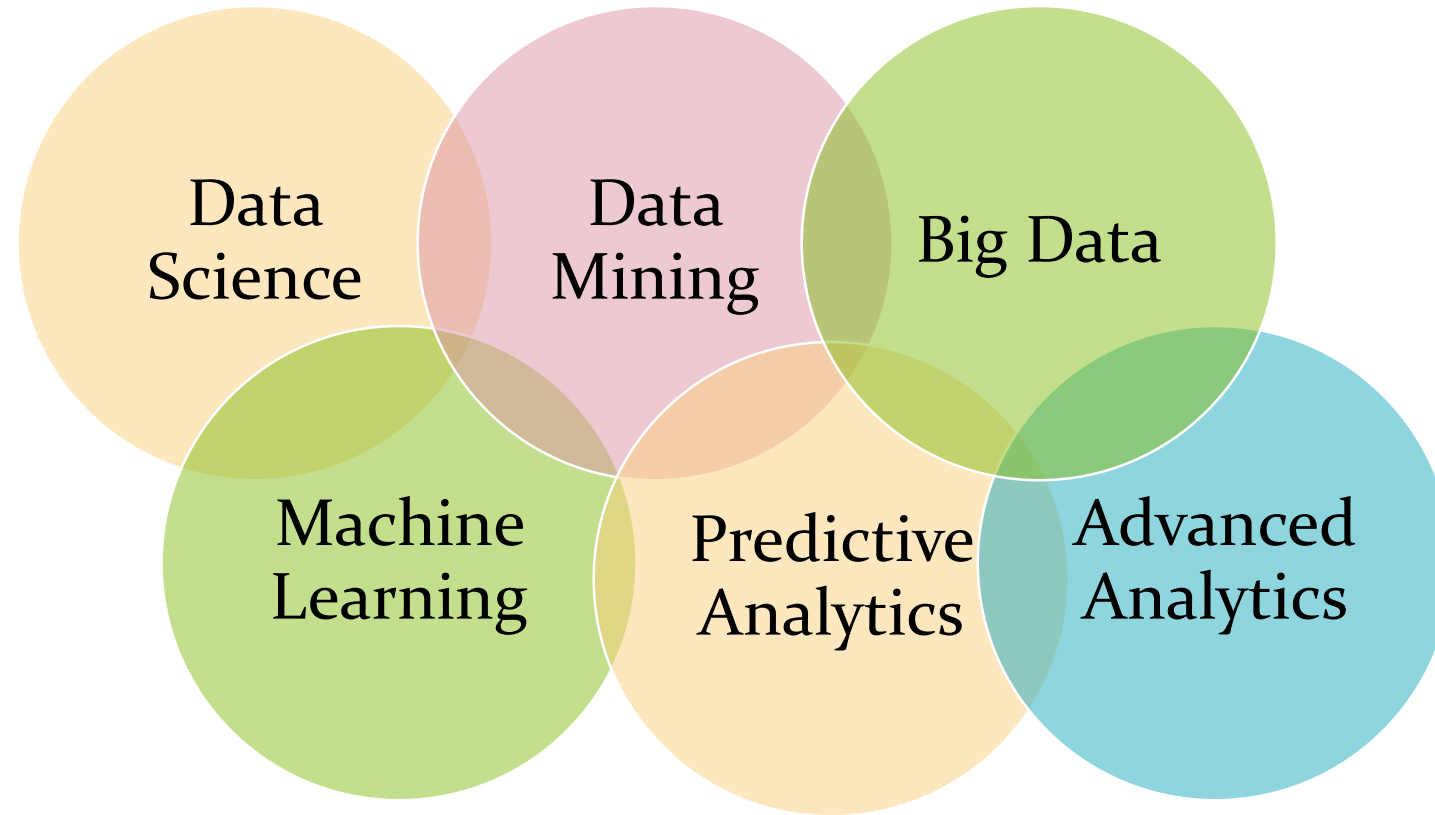 Data
Science
Data
Mining
Big Data
Machine
Learning
Predictive
Analytics
Advanced
Analytics